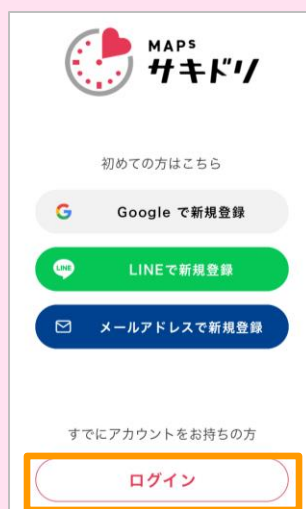 MAPs
サキドリ
初めての方はこちら
Google で新規登録
LINE
LINEで新規登録
メールアドレスで新規登録
すでにアカウントをお持ちの方
ログイン